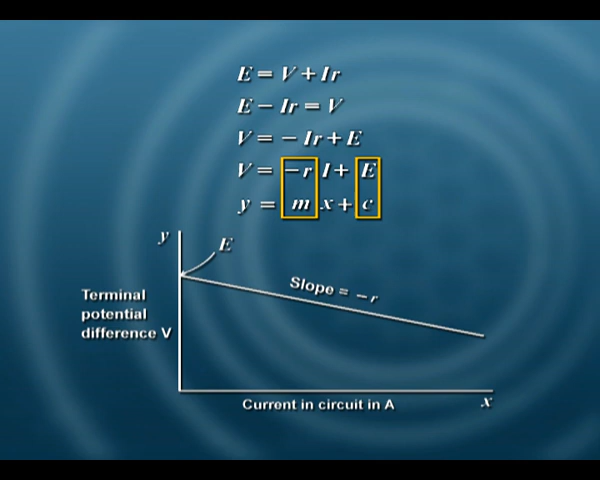 E = V + Ir
E − Ir = V
V = − Ir + E
V = −r I + E
y = m x + c
y
E
Slope = −r
Terminal
potential
difference V
Current in circuit in A
x